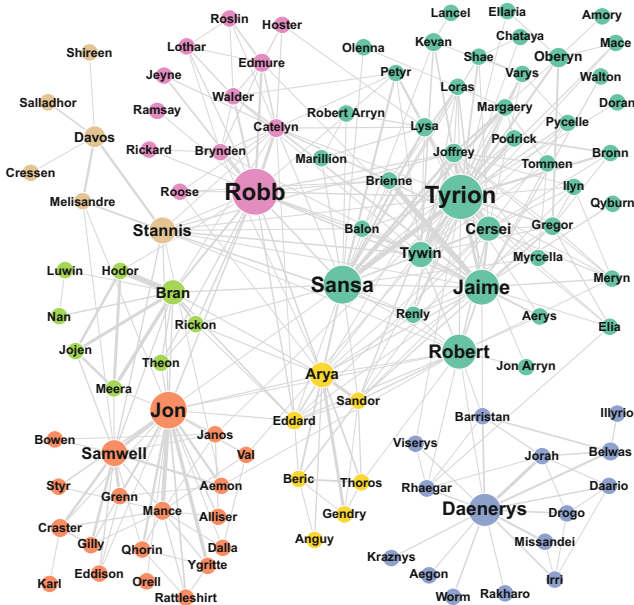 Lancel
Ellaria
Amory
Roslin
Hoster
Kevan
Chataya
Mace
Shireen
Lothar
Edmure
Olenna
Shae
Oberyn
Jeyne
Petyr
Varys
Walton
Salladhor
Walder
Loras
Margaery
Doran
Ramsay
Robert Arryn
Lysa
Pycelle
Davos
Catelyn
Podrick
Rickard
Brynden
Marillion
Joffrey
Tommen
Bronn
Cressen
Brienne
Ilyn
Melisandre
Roose
Robb
Tyrion
Qyburn
Stannis
Balon
Cersei
Gregor
Luwin
Hodor
Tywin
Myrcella
Bran
Sansa
Jaime
Meryn
Nan
Rickon
Renly
Aerys
Elia
Jojen
Theon
Robert
Jon Arryn
Meera
Arya
Jon
Sandor
Eddard
Barristan
Illyrio
Bowen
Janos
Val
Viserys
Jorah
Belwas
Samwell
Styr
Grenn
Aemon
Beric
Thoros
Rhaegar
Daario
Mance
Alliser
Gendry
Daenerys
Drogo
Craster
Anguy
Missandei
Gilly
Qhorin
Dalla
Kraznys
Karl
Eddison
Orell
Ygritte
Aegon
Irri
Rattleshirt
Worm
Rakharo